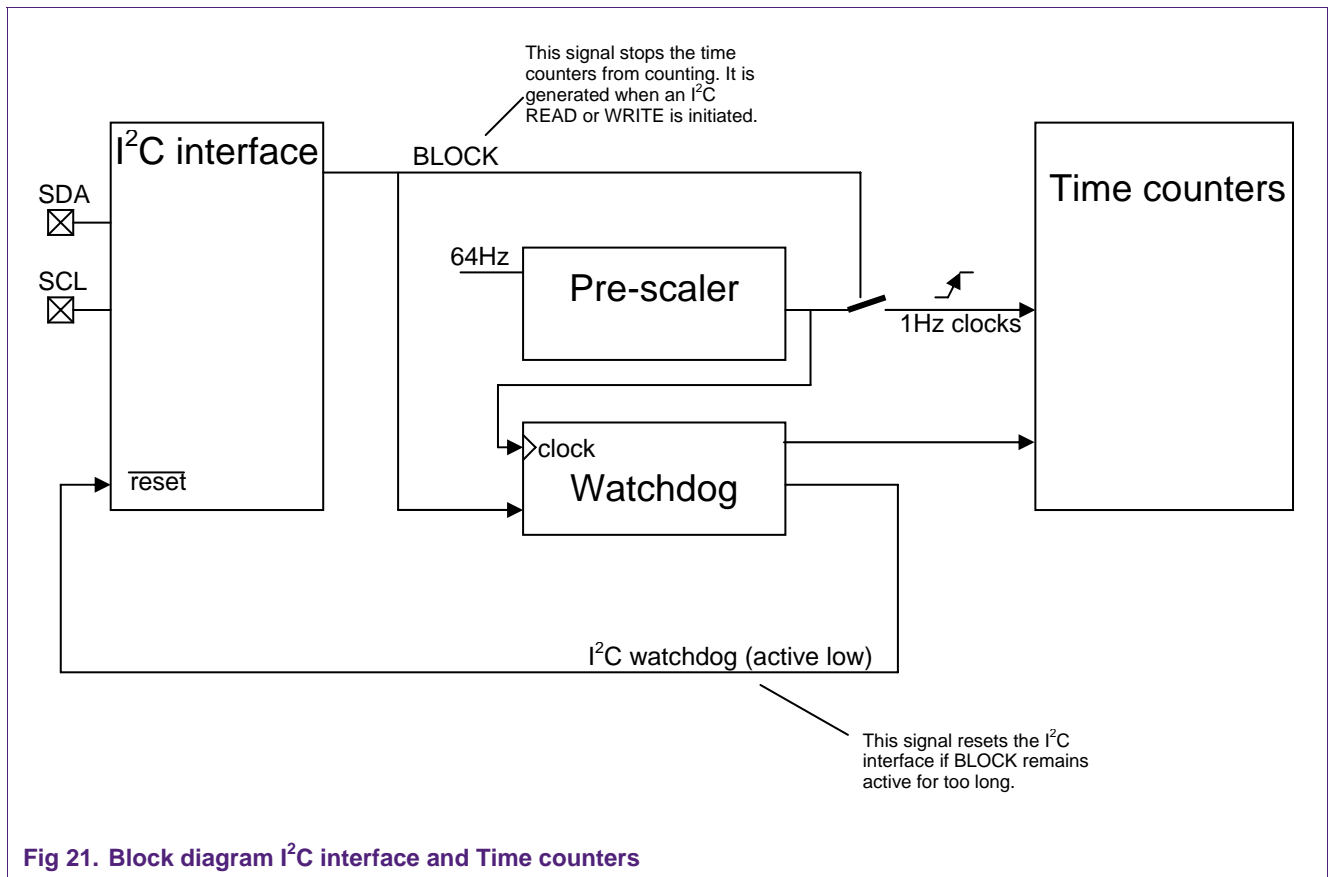 This signal stops the time
counters from counting. It is
generated when an I²C
READ or WRITE is initiated.
I²C interface
BLOCK
Time counters
SDA
64Hz
Pre-scaler
SCL
1Hz clocks
clock
Watchdog
reset
I²C watchdog (active low)
This signal resets the I²C
interface if BLOCK remains
active for too long.
Fig 21. Block diagram I²C interface and Time counters